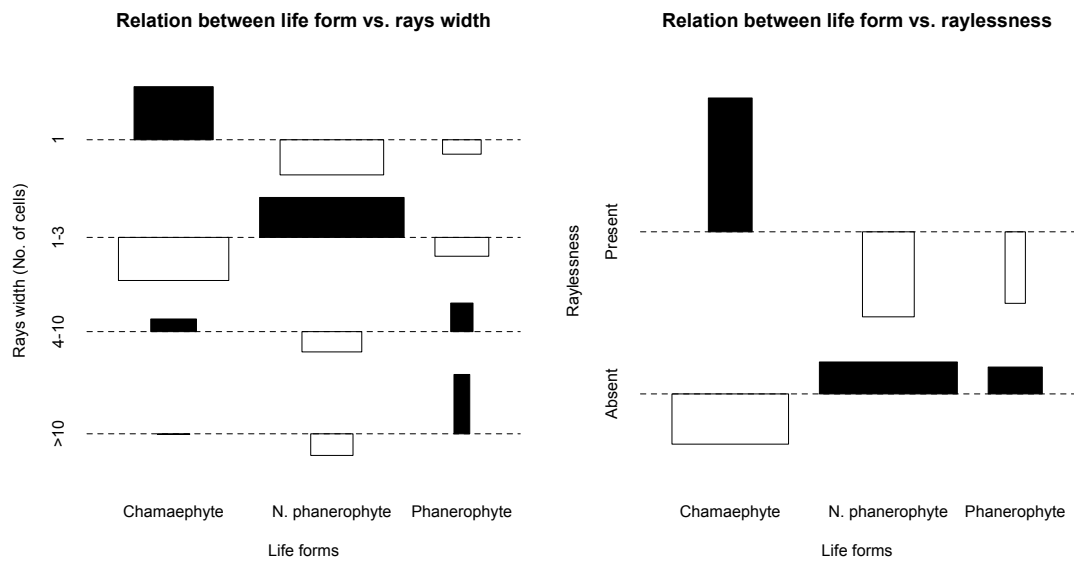 Relation between life form vs. rays width
Rays width (No. of cells)
1
1-3
4-10
>10
Chamaephyte N. phanerophyte Phanerophyte
Life forms
Relation between life form vs. raylessness
Raylessness
Present
Absent
Chamaephyte N. phanerophyte Phanerophyte
Life forms